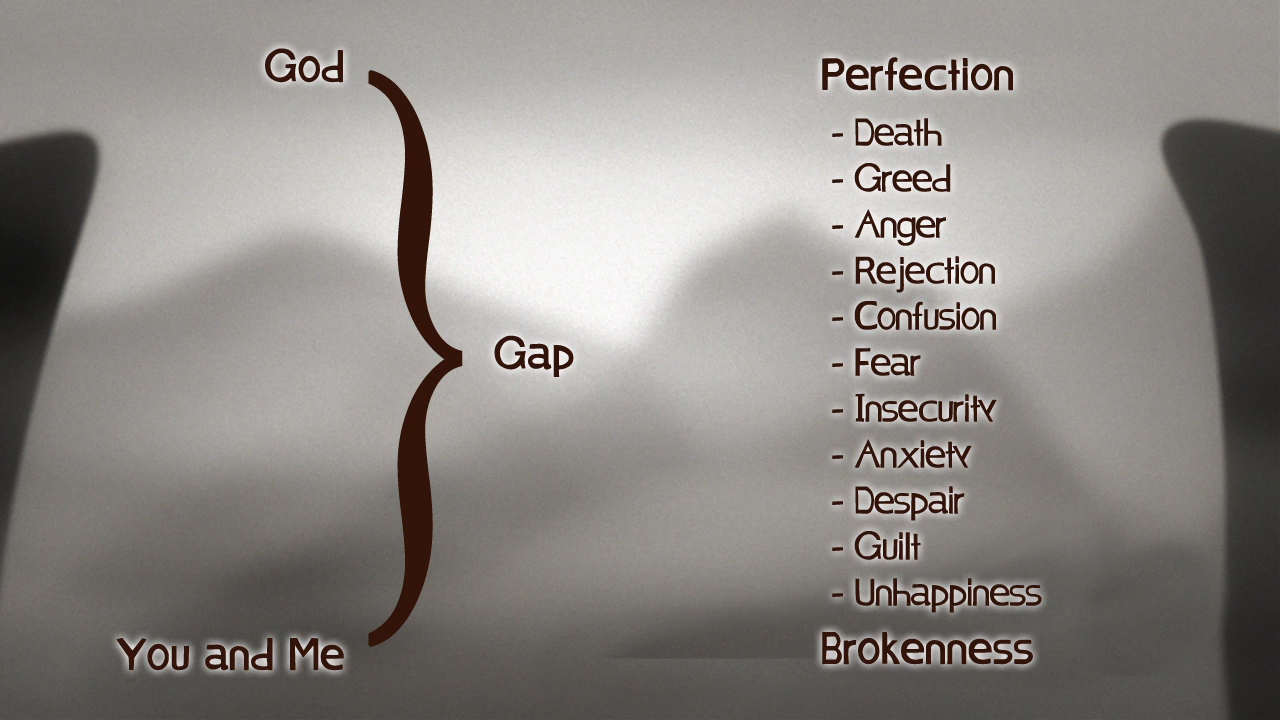 God
Gap
You and Me
Perfection
- Death
- Greed
- Anger
- Rejection
- Confusion
- Fear
- Insecurity
- Anxiety
- Despair
- Guilt
- Unhappiness
Brokenness